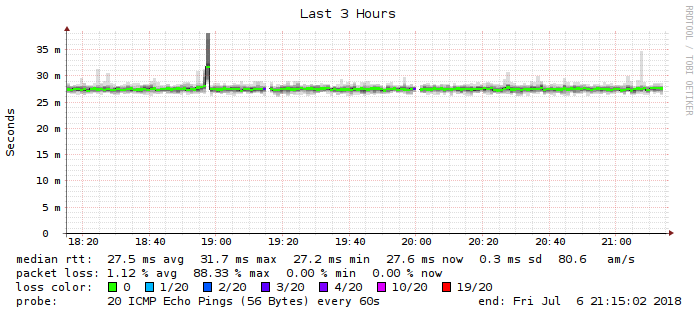 Last 3 Hours
RRDTOOL / TOBI OETIKER
Seconds
35 m
30 m
25 m
20 m
15 m
10 m
5 m
0
18:20 18:40 19:00 19:20 19:40 20:00 20:20 20:40 21:00
median rtt: 27.5 ms avg 31.7 ms max 27.2 ms min 27.6 ms now 0.3 ms sd 80.6 am/s
packet loss: 1.12 % avg 88.33 % max 0.00 % min 0.00 % now
loss color: 0 1/20 2/20 3/20 4/20 10/20 19/20
probe: 20 ICMP Echo Pings (56 Bytes) every 60s end: Fri Jul 6 21:15:02 2018